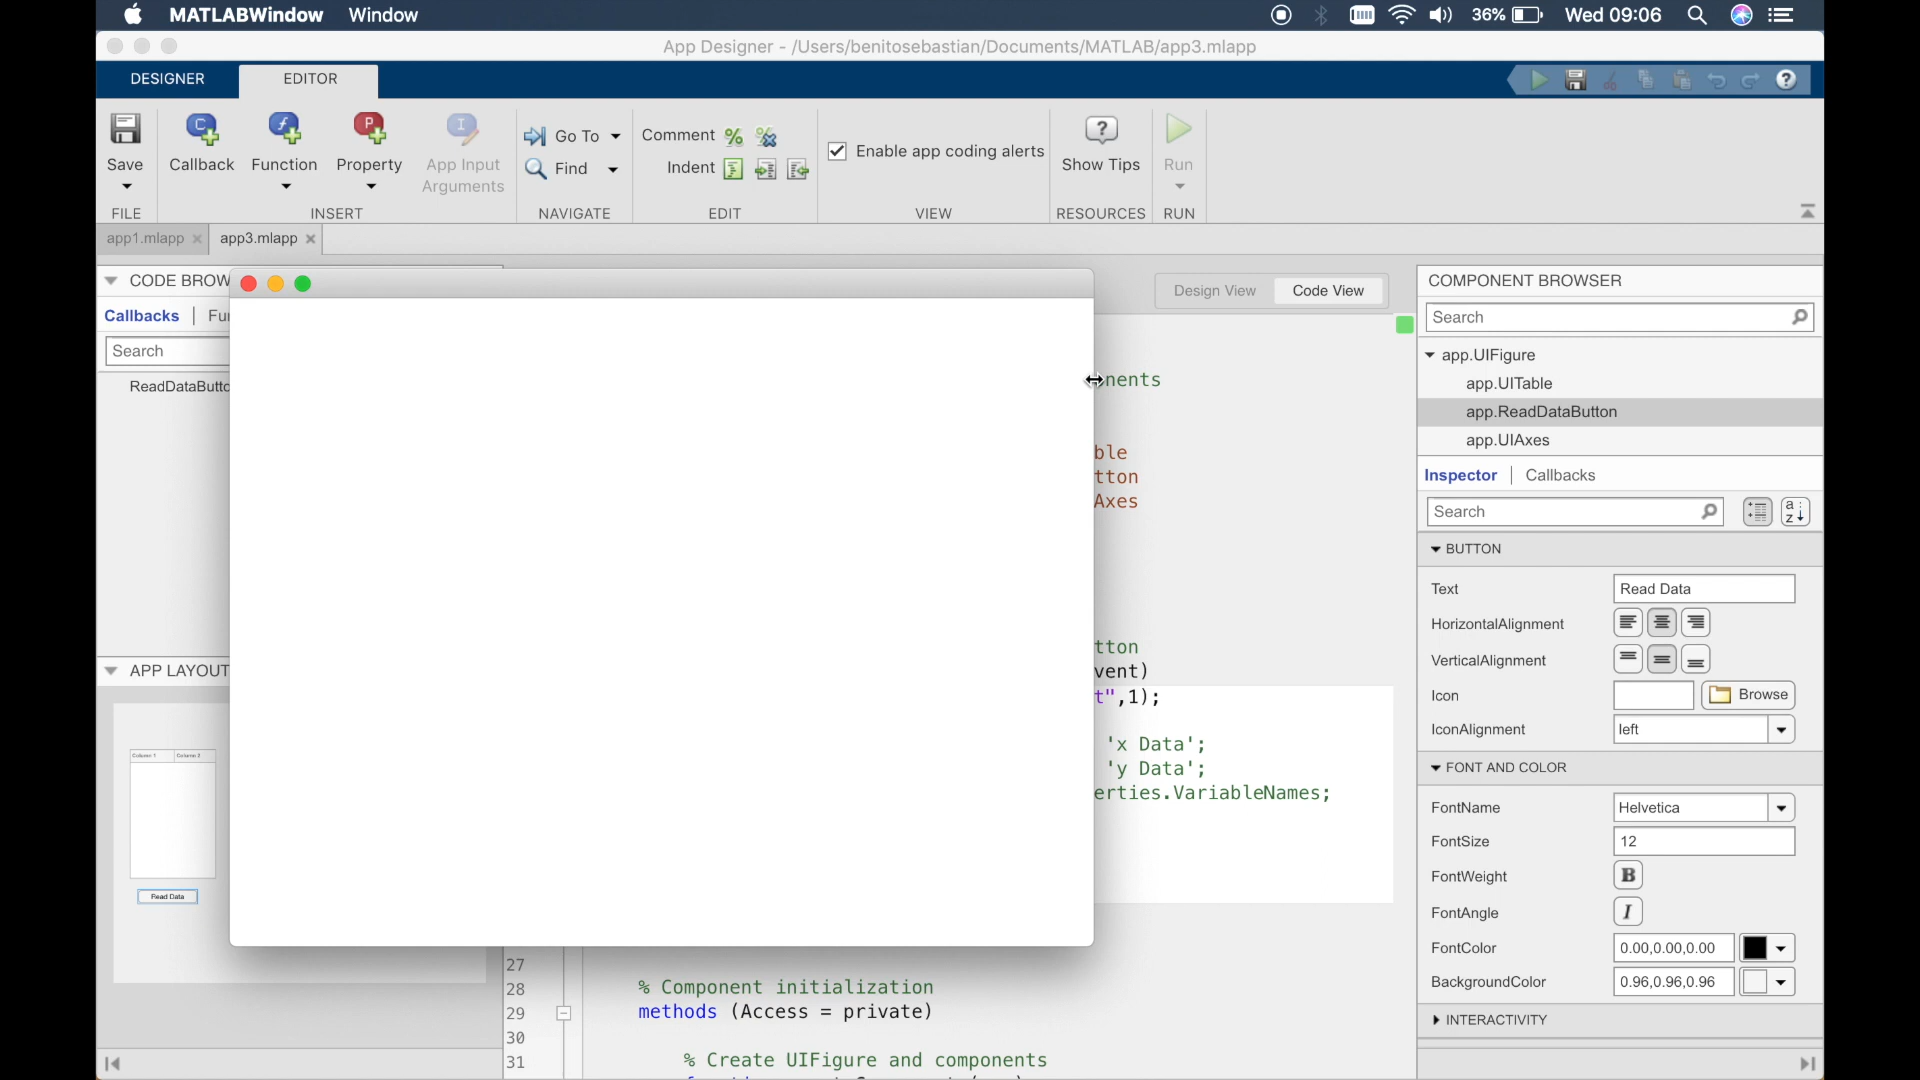 MATLABWindow Window 36% Wed 09:06
App Designer - /Users/benitosebastian/Documents/MATLAB/app3.mlapp
DESIGNER EDITOR
Save Callback Function Property App Input Arguments
Go To Comment
Find Indent
Enable app coding alerts
Show Tips Run
FILE INSERT NAVIGATE EDIT VIEW RESOURCES RUN
app1.mlapp app3.mlapp
CODE BROW
Callbacks Fu
Search
ReadDataButto
APP LAYOUT
Column 1 Column 2
Read Data
Design View Code View
nents
ble
tton
Axes
tton
vent)
t",1);
'x Data';
'y Data';
erties.VariableNames;
27
28 % Component initialization
29 methods (Access = private)
30
31 % Create UIFigure and components
COMPONENT BROWSER
Search
app.UIFigure
app.UITable
app.ReadDataButton
app.UIAxes
Inspector Callbacks
Search
BUTTON
Text Read Data
HorizontalAlignment
VerticalAlignment
Icon Browse
IconAlignment left
FONT AND COLOR
FontName Helvetica
FontSize 12
FontWeight B
FontAngle I
FontColor 0.00,0.00,0.00
BackgroundColor 0.96,0.96,0.96
INTERACTIVITY